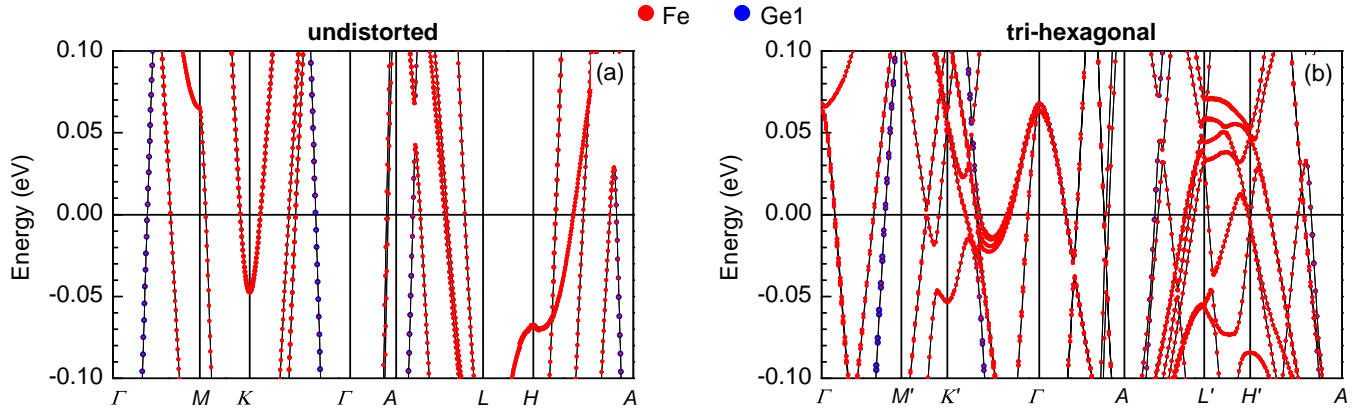 Fe Ge1
undistorted
tri-hexagonal
(a)
0.10
0.05
0.00
-0.05
-0.10
Energy (eV)
Γ M K Γ A L H A
(b)
0.10
0.05
0.00
-0.05
-0.10
Energy (eV)
Γ M' K' Γ A L' H' A